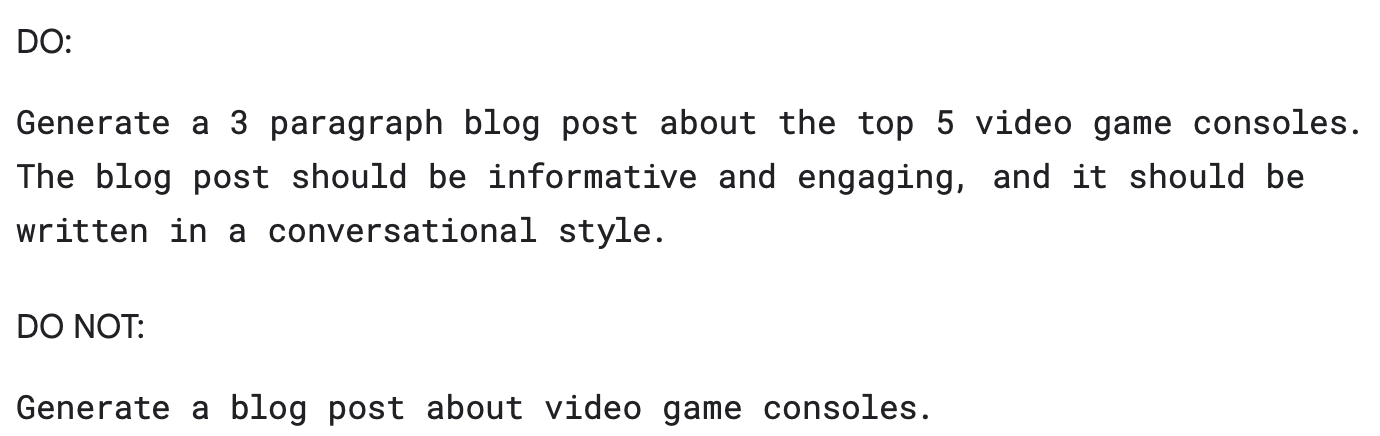 DO:
Generate a 3 paragraph blog post about the top 5 video game consoles.
The blog post should be informative and engaging, and it should be
written in a conversational style.
DO NOT:
Generate a blog post about video game consoles.